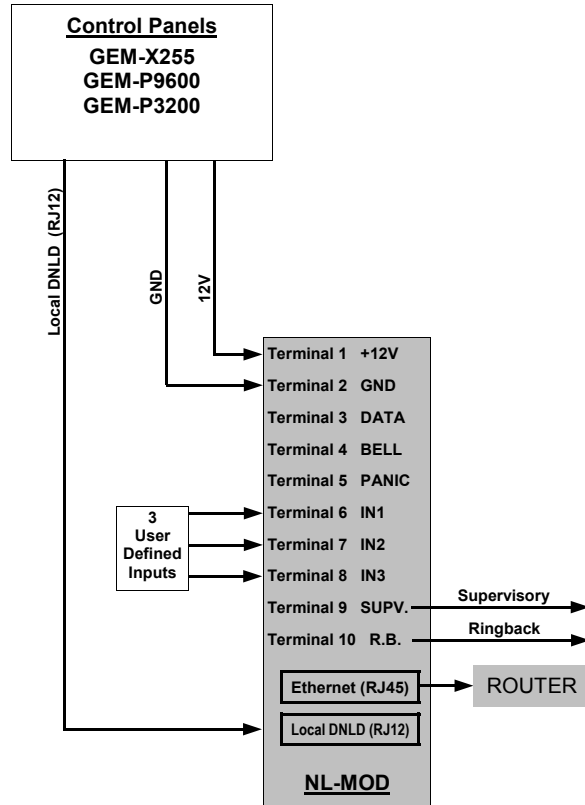 Control Panels
GEM-X255
GEM-P9600
GEM-P3200
Local DNLD (RJ12)
GND
12V
Terminal 1 +12V
Terminal 2 GND
Terminal 3 DATA
Terminal 4 BELL
Terminal 5 PANIC
Terminal 6 IN1
Terminal 7 IN2
Terminal 8 IN3
Terminal 9 SUPV.
Terminal 10 R.B.
3
User
Defined
Inputs
Supervisory
Ringback
Ethernet (RJ45)
ROUTER
Local DNLD (RJ12)
NL-MOD